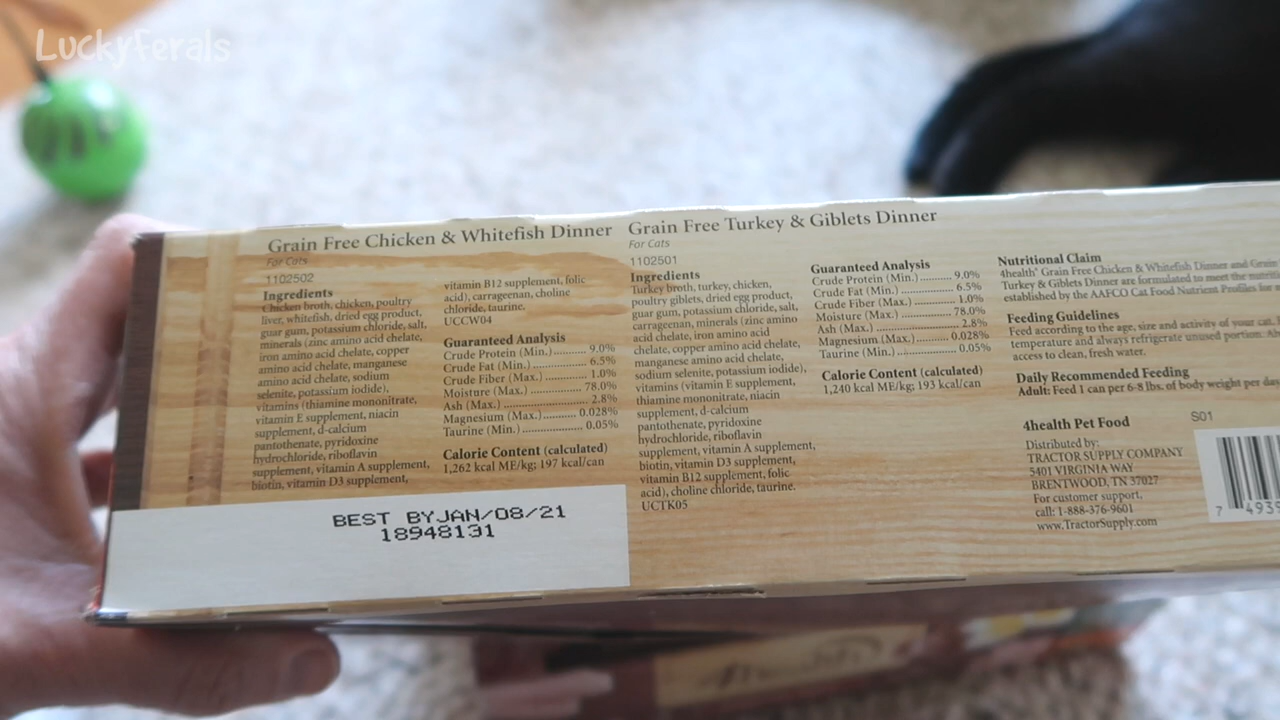 LuckyFerals
Grain Free Chicken & Whitefish Dinner
For Cats
1102502
Ingredients
Chicken broth, chicken, poultry
liver, whitefish, dried egg product,
guar gum, potassium chloride, salt,
minerals (zinc amino acid chelate,
iron amino acid chelate, copper
amino acid chelate, manganese
amino acid chelate, sodium
selenite, potassium iodide),
vitamins (thiamine mononitrate,
vitamin E supplement, niacin
supplement, d-calcium
pantothenate, pyridoxine
hydrochloride, riboflavin
supplement, vitamin A supplement,
biotin, vitamin D3 supplement,
vitamin B12 supplement, folic
acid), carrageenan, choline
chloride, taurine.
UCCW04
Guaranteed Analysis
Crude Protein (Min.) 9.0%
Crude Fat (Min.) 6.5%
Crude Fiber (Max.) 1.0%
Moisture (Max.) 78.0%
Ash (Max.) 2.8%
Magnesium (Max.) 0.028%
Taurine (Min.) 0.05%
Calorie Content (calculated)
1,262 kcal ME/kg; 197 kcal/can
BEST BYJAN/08/21
18948131
Grain Free Turkey & Giblets Dinner
For Cats
1102501
Ingredients
Turkey broth, turkey, chicken,
poultry giblets, dried egg product,
guar gum, potassium chloride, salt,
carrageenan, minerals (zinc amino
acid chelate, iron amino acid
chelate, copper amino acid chelate,
manganese amino acid chelate,
sodium selenite, potassium iodide),
vitamins (vitamin E supplement,
thiamine mononitrate, niacin
supplement, d-calcium
pantothenate, pyridoxine
hydrochloride, riboflavin
supplement, vitamin A supplement,
biotin, vitamin D3 supplement,
vitamin B12 supplement, folic
acid), choline chloride, taurine.
UCTK05
Guaranteed Analysis
Crude Protein (Min.) 9.0%
Crude Fat (Min.) 6.5%
Crude Fiber (Max.) 1.0%
Moisture (Max.) 78.0%
Ash (Max.) 2.8%
Magnesium (Max.) 0.028%
Taurine (Min.) 0.05%
Calorie Content (calculated)
1,240 kcal ME/kg; 193 kcal/can
Nutritional Claim
4health® Grain Free Chicken & Whitefish Dinner and Grain
Turkey & Giblets Dinner are formulated to meet the
established by the AAFCO Cat Food Nutrient Profiles for
Feeding Guidelines
Feed according to the age, size and activity of your cat.
temperature and always refrigerate unused portion.
access to clean, fresh water.
Daily Recommended Feeding
Adult: Feed 1 can per 6-8 lbs. of body weight per
4health Pet Food
S01
Distributed by:
TRACTOR SUPPLY COMPANY
5401 VIRGINIA WAY
BRENTWOOD, TN 37027
For customer support,
call: 1-888-376-9601
www.TractorSupply.com
7 4939